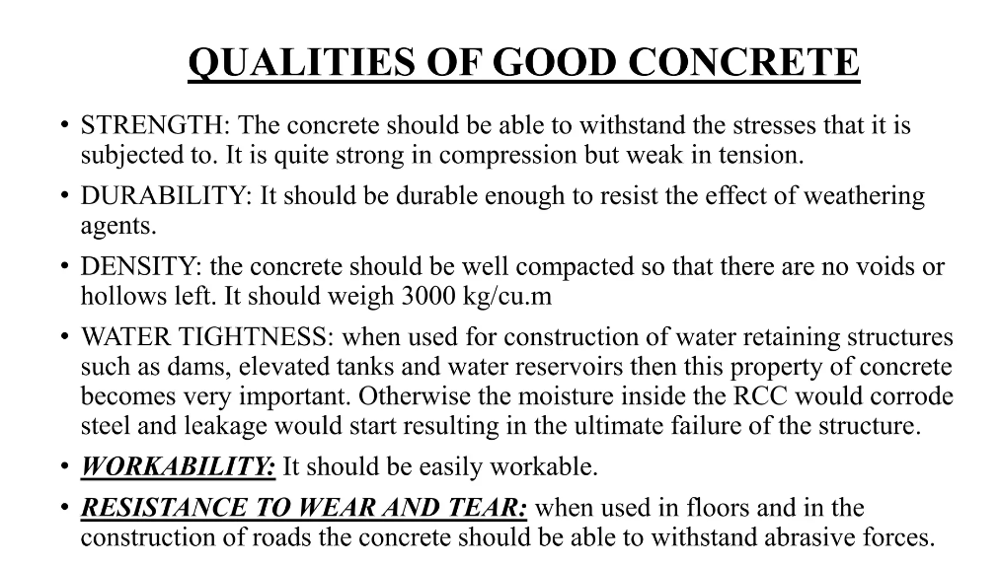 QUALITIES OF GOOD CONCRETE
• STRENGTH: The concrete should be able to withstand the stresses that it is
subjected to. It is quite strong in compression but weak in tension.
• DURABILITY: It should be durable enough to resist the effect of weathering
agents.
• DENSITY: the concrete should be well compacted so that there are no voids or
hollows left. It should weigh 3000 kg/cu.m
• WATER TIGHTNESS: when used for construction of water retaining structures
such as dams, elevated tanks and water reservoirs then this property of concrete
becomes very important. Otherwise the moisture inside the RCC would corrode
steel and leakage would start resulting in the ultimate failure of the structure.
• WORKABILITY: It should be easily workable.
• RESISTANCE TO WEAR AND TEAR: when used in floors and in the
construction of roads the concrete should be able to withstand abrasive forces.